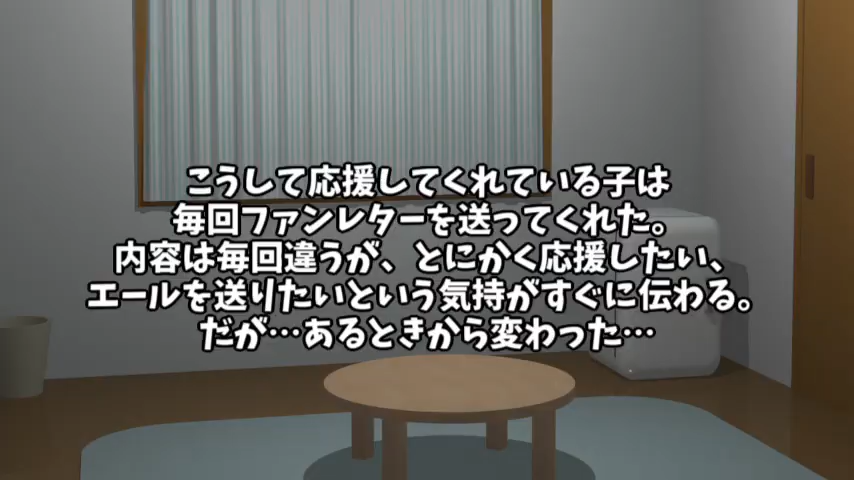 こうして応援してくれている子は
毎回ファンレターを送ってくれた。
内容は毎回違うが、とにかく応援したい、
エールを送りたいという気持がすぐに伝わる。
だが…あるときから変わった…